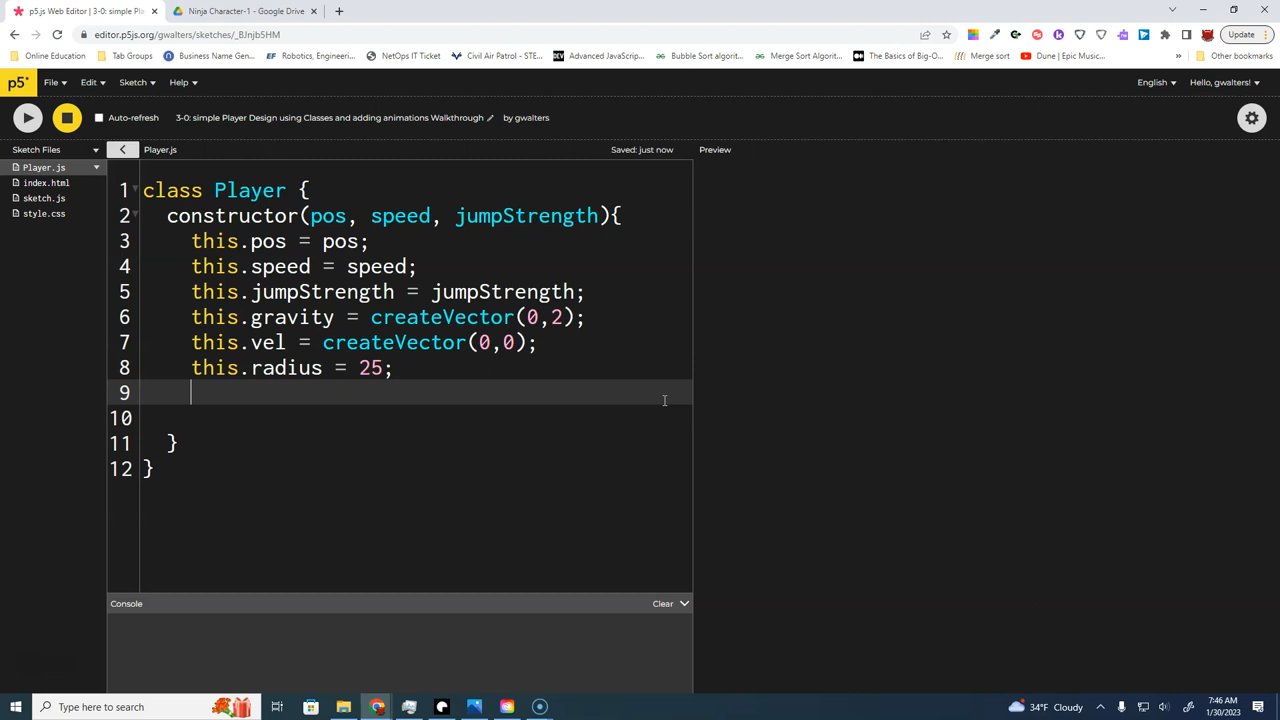 p5.js Web Editor | 3-0: simple Pla
Ninja Character-1 - Google Drive
editor.p5js.org/gwalters/sketches/_BJnjb5HM
Update
Online Education
Tab Groups
Business Name Gen...
Robotics, Engineeri...
NetOps IT Ticket
Civil Air Patrol - STE...
Advanced JavaScrip...
Bubble Sort algorit...
Merge Sort Algorit...
The Basics of Big-O...
Merge sort
Dune | Epic Music...
»
Other bookmarks
p5*
File
Edit
Sketch
Help
English
Hello, gwalters!
Auto-refresh
3-0: simple Player Design using Classes and adding animations Walkthrough
by gwalters
Sketch Files
Player.js
Saved: just now
Preview
Player.js
index.html
sketch.js
style.css
1 class Player {
2 constructor(pos, speed, jumpStrength){
3 this.pos = pos;
4 this.speed = speed;
5 this.jumpStrength = jumpStrength;
6 this.gravity = createVector(0,2);
7 this.vel = createVector(0,0);
8 this.radius = 25;
9
10
11 }
12 }
Console
Clear
Type here to search
34°F Cloudy
7:46 AM
1/30/2023